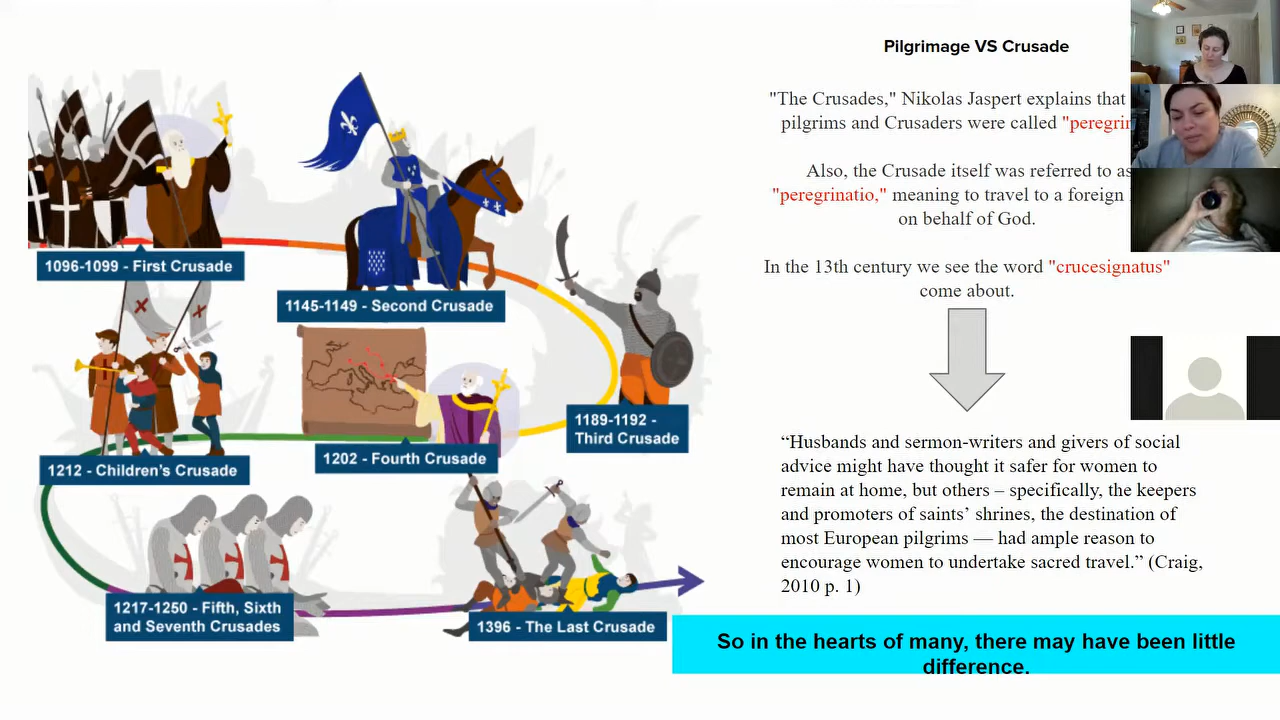 Pilgrimage VS Crusade
"The Crusades," Nikolas Jaspert explains that
pilgrims and Crusaders were called
Also, the Crusade itself was referred to as
"peregrinatio," meaning to travel to a foreign
on behalf of God.
In the 13th century we see the word "crucesignatus"
come about.
“Husbands and sermon-writers and givers of social
advice might have thought it safer for women to
remain at home, but others – specifically, the keepers
and promoters of saints’ shrines, the destination of
most European pilgrims — had ample reason to
encourage women to undertake sacred travel.” (Craig,
2010 p. 1)
So in the hearts of many, there may have been little
difference.
1096-1099 - First Crusade
1145-1149 - Second Crusade
1189-1192 -
Third Crusade
1202 - Fourth Crusade
1212 - Children's Crusade
1217-1250 - Fifth, Sixth
and Seventh Crusades
1396 - The Last Crusade